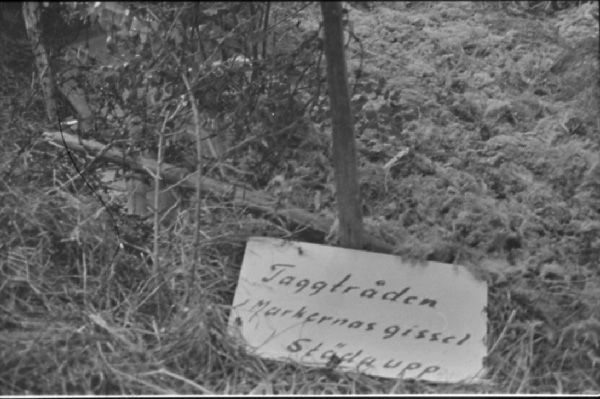 Taggtråden
Markernas gissel
Städa upp